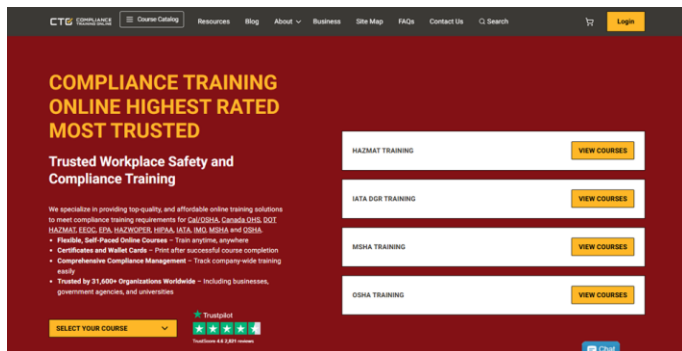 CTO COMPLIANCE TRAINING ONLINE
Course Catalog
Resources
Blog
About
Business
Site Map
FAQs
Contact Us
Search
Login
COMPLIANCE TRAINING
ONLINE HIGHEST RATED
MOST TRUSTED
Trusted Workplace Safety and
Compliance Training
We specialize in providing top-quality, and affordable online training solutions
to meet compliance training requirements for Cal/OSHA, Canada OHS, DOT
HAZMAT, EEOC, EPA, HAZWOPER, HIPAA, IATA, IMO, MSHA and OSHA.
• Flexible, Self-Paced Online Courses – Train anytime, anywhere
• Certificates and Wallet Cards – Print after successful course completion
• Comprehensive Compliance Management – Track company-wide training
easily
• Trusted by 31,600+ Organizations Worldwide – Including businesses,
government agencies, and universities
SELECT YOUR COURSE
Trustpilot
TrustScore 4.6 2,831 reviews
HAZMAT TRAINING
VIEW COURSES
IATA DGR TRAINING
VIEW COURSES
MSHA TRAINING
VIEW COURSES
OSHA TRAINING
VIEW COURSES
Chat